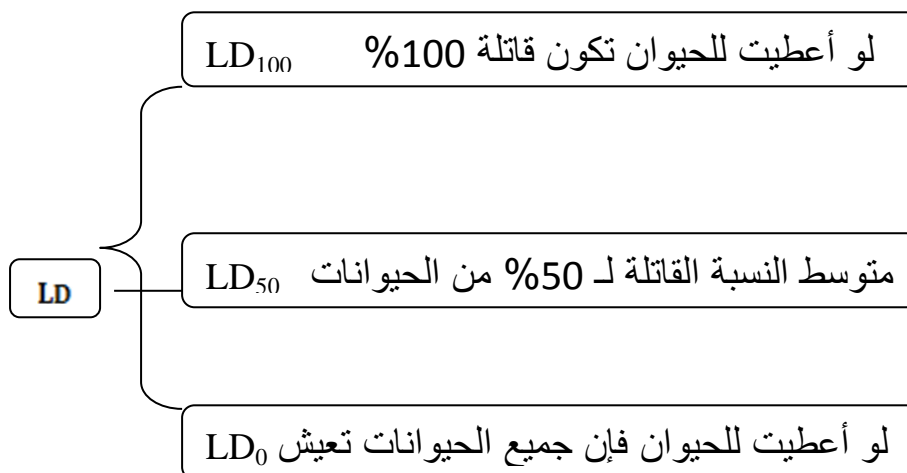 لو أعطيت للحيوان تكون قاتلة 100% LD₁₀₀
متوسط النسبة القاتلة لـ 50% من الحيوانات LD₅₀
LD
لو أعطيت للحيوان فإن جميع الحيوانات تعيش LD₀